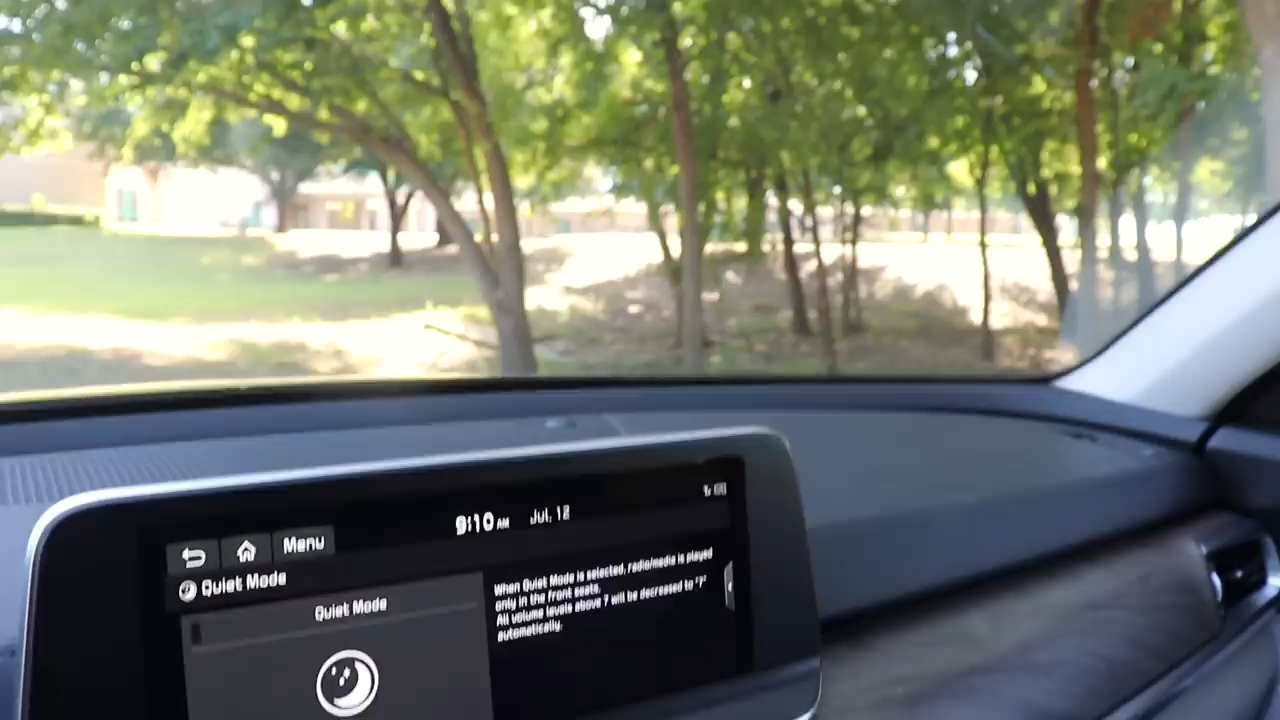 9:10 AM Jul. 12
Menu
Quiet Mode
Quiet Mode
When Quiet Mode is selected, radio/media is played
only in the front seats.
All volume levels above 7 will be decreased to "7"
automatically.